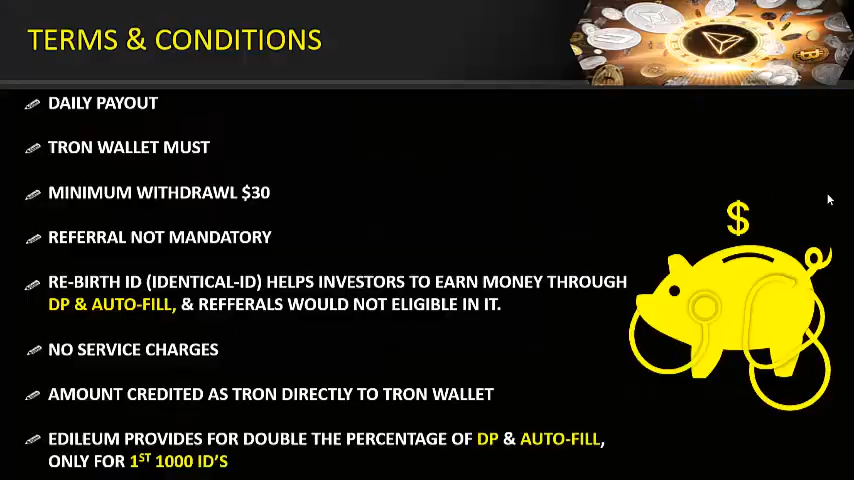 TERMS & CONDITIONS
DAILY PAYOUT
TRON WALLET MUST
MINIMUM WITHDRAWL $30
REFERRAL NOT MANDATORY
RE-BIRTH ID (IDENTICAL-ID) HELPS INVESTORS TO EARN MONEY THROUGH
DP & AUTO-FILL, & REFFERALS WOULD NOT ELIGIBLE IN IT.
NO SERVICE CHARGES
AMOUNT CREDITED AS TRON DIRECTLY TO TRON WALLET
EDILEUM PROVIDES FOR DOUBLE THE PERCENTAGE OF DP & AUTO-FILL,
ONLY FOR 1ST 1000 ID'S
$